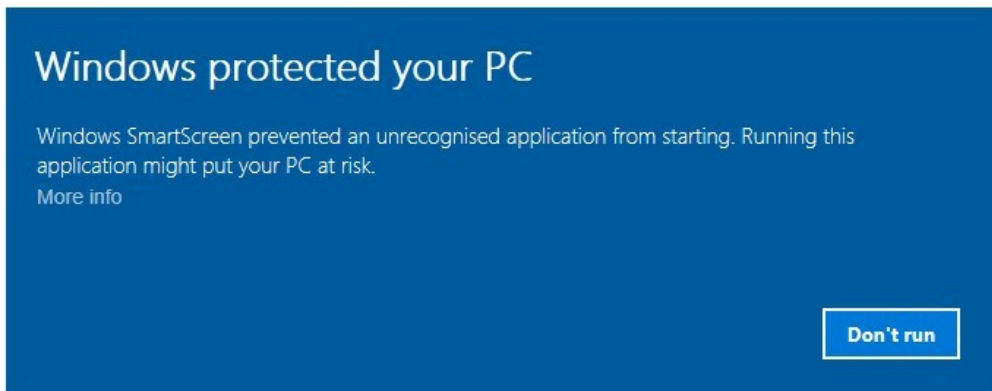 Windows protected your PC
Windows SmartScreen prevented an unrecognised application from starting. Running this
application might put your PC at risk.
More info
Don't run